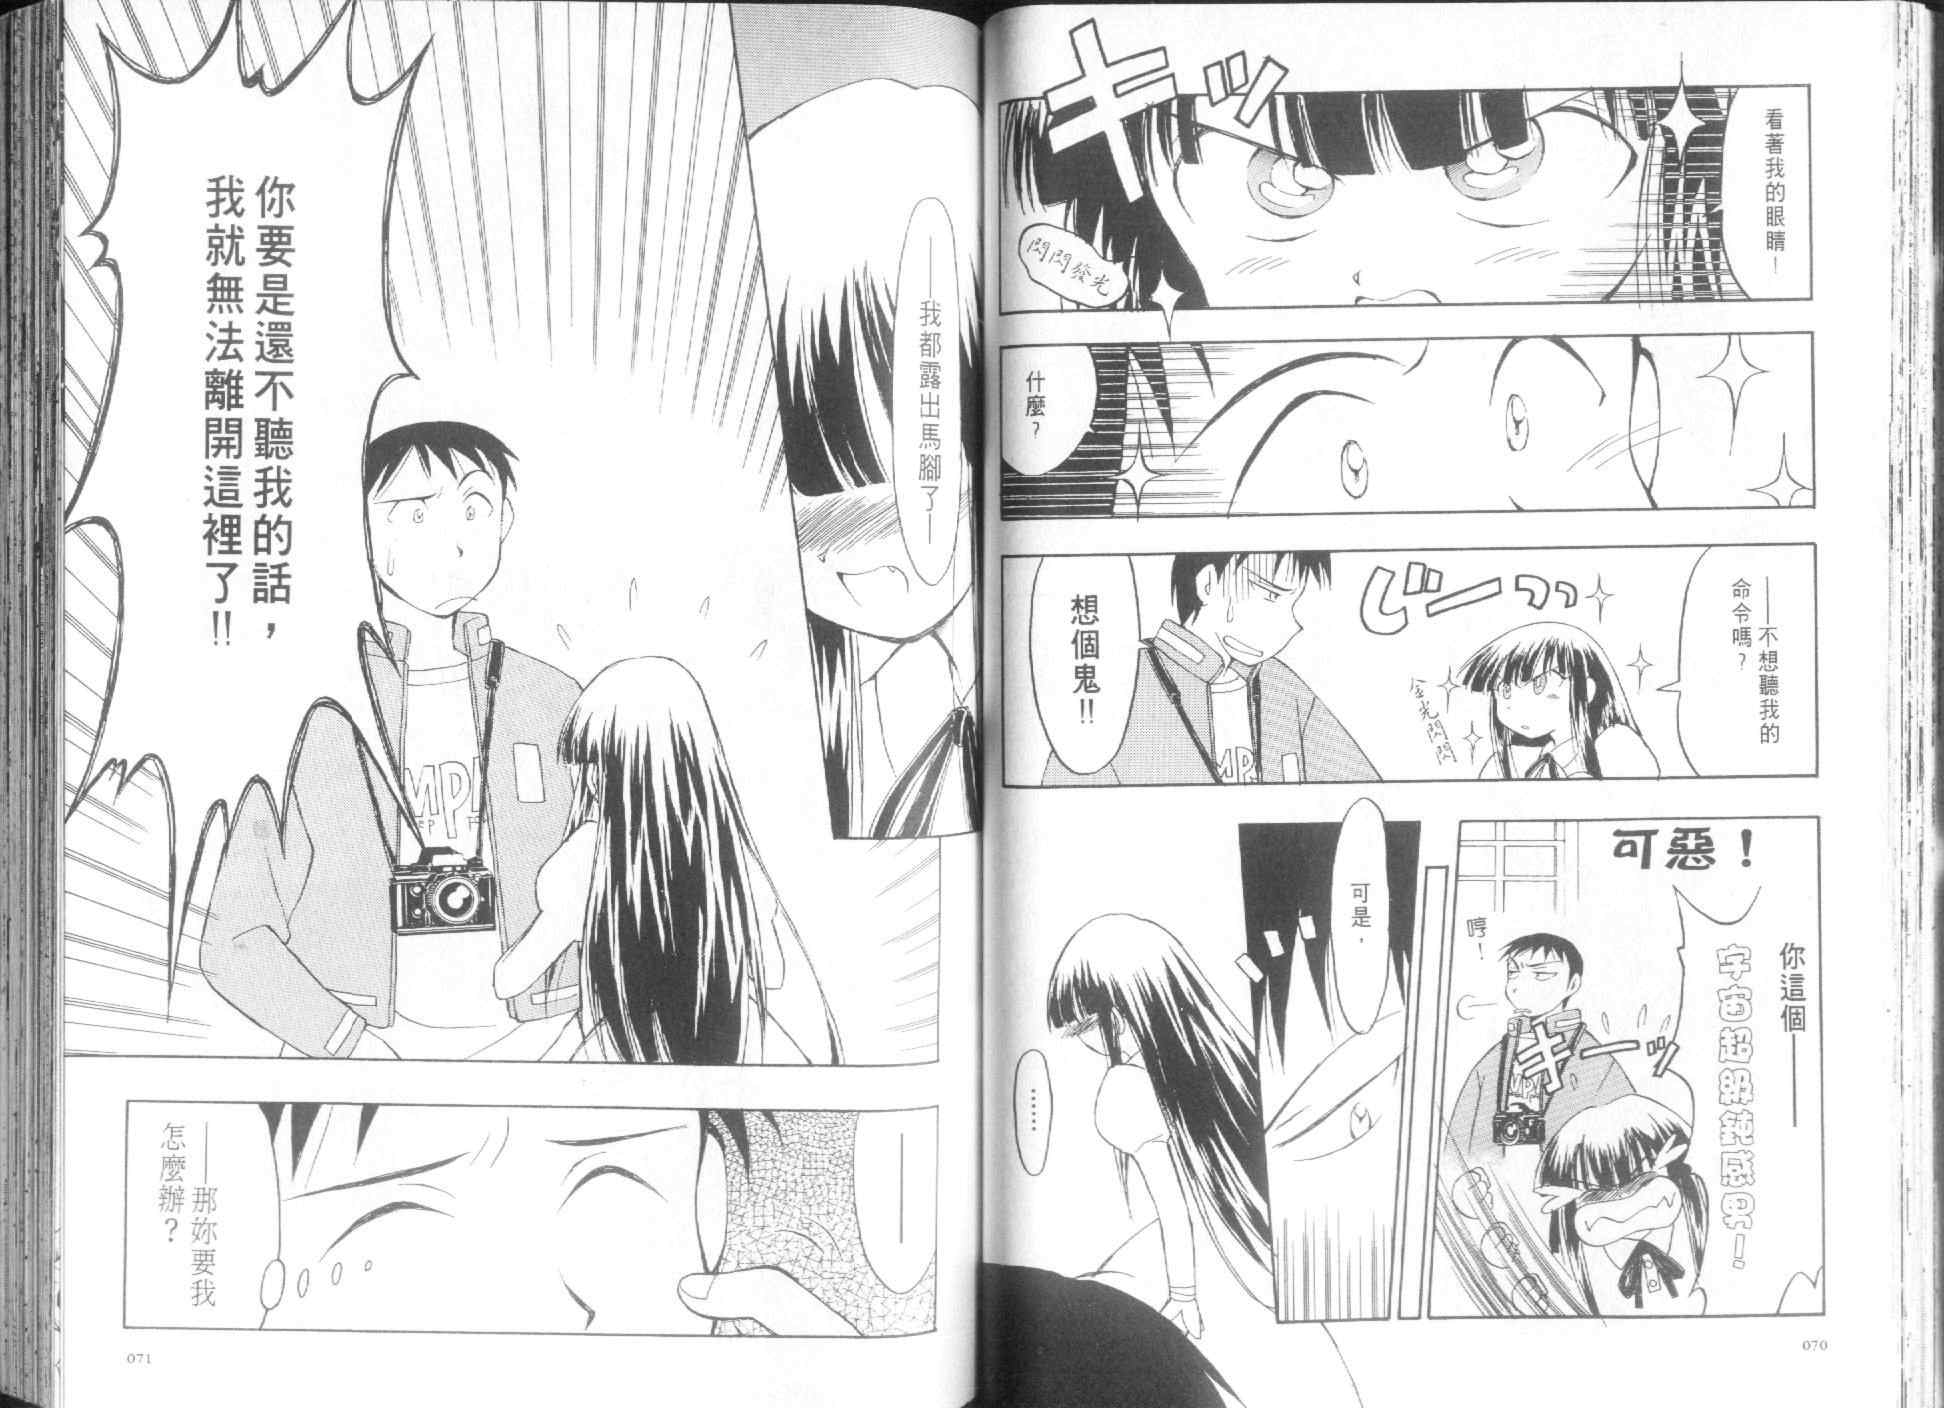 キッ
看著我的眼睛！
閃閃發光
什麼？
——不想聽我的
命令嗎？
金光閃閃
じーっっ
想個鬼!!
可惡！
你這個——
宇宙超級鈍感男！
哼！
キーッッ
可是，
……
——我都露出馬腳了——
你要是還不聽我的話，
我就無法離開這裡了!!
——
——那妳要我
怎麼辦？
071
070